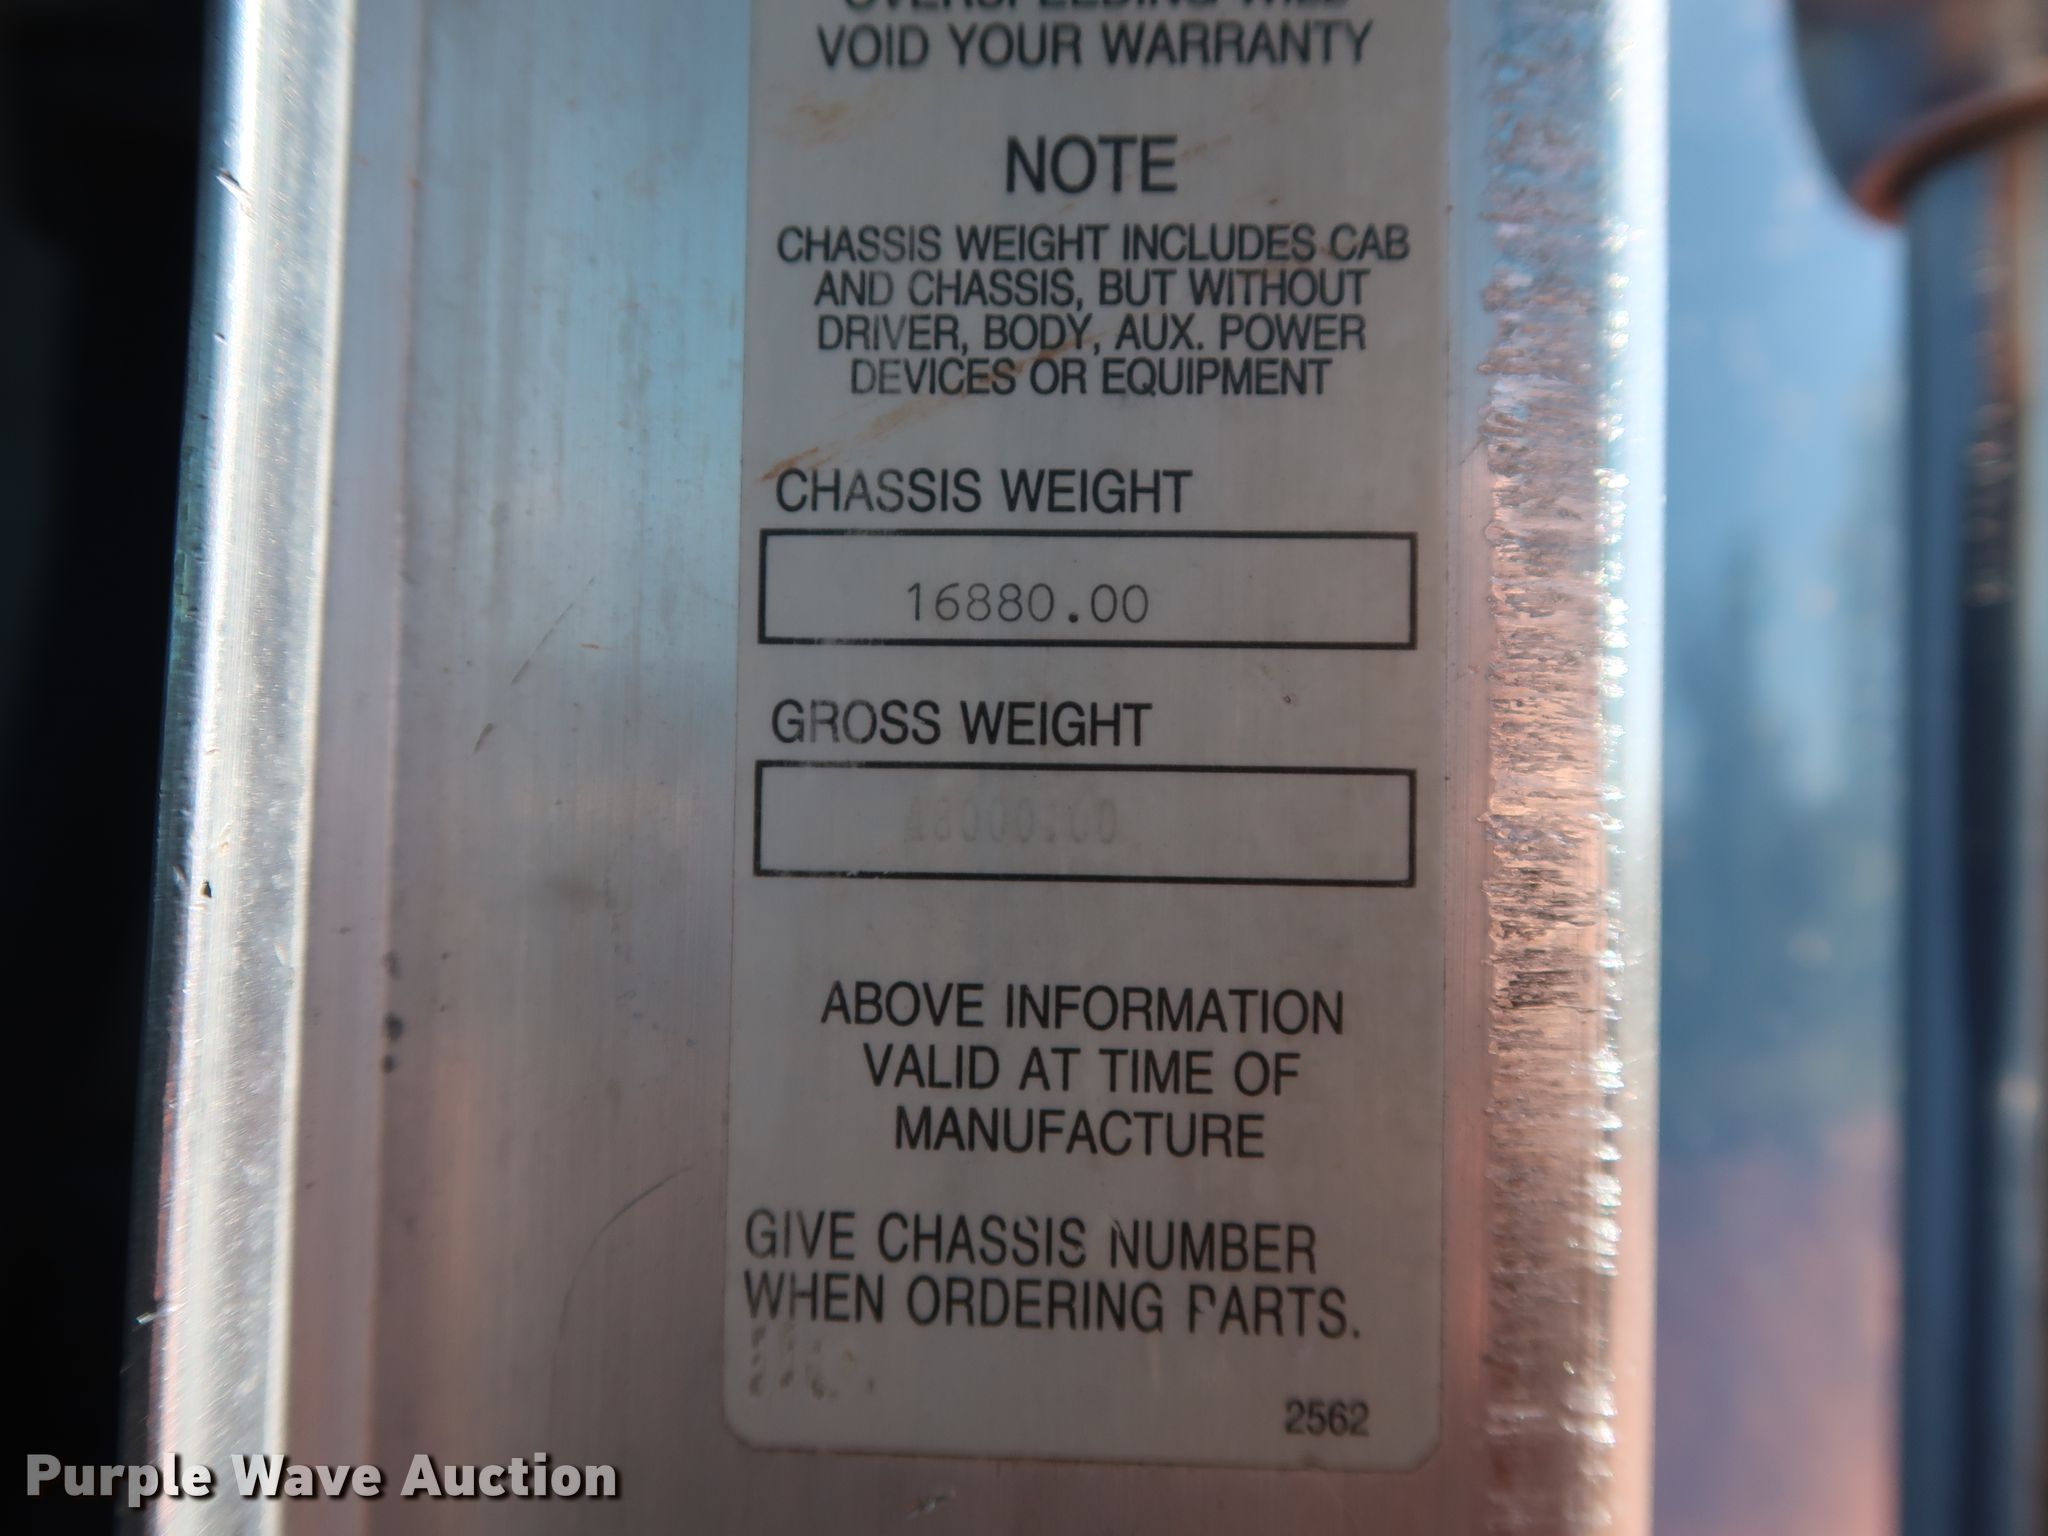 VOID YOUR WARRANTY
NOTE
CHASSIS WEIGHT INCLUDES CAB
AND CHASSIS, BUT WITHOUT
DRIVER, BODY, AUX. POWER
DEVICES OR EQUIPMENT
CHASSIS WEIGHT
16880.00
GROSS WEIGHT
ABOVE INFORMATION
VALID AT TIME OF
MANUFACTURE
GIVE CHASSIS NUMBER
WHEN ORDERING PARTS.
2562
Purple Wave Auction